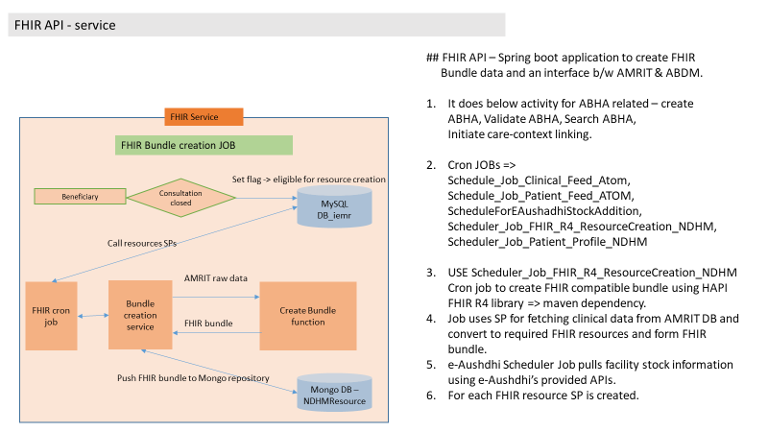 FHIR API - service
FHIR Service
FHIR Bundle creation JOB
Set flag -> eligible for resource creation
Beneficiary
Consultation
closed
MySQL
DB_iemr
Call resources SPs
AMRIT raw data
FHIR cron
job
Bundle
creation
service
Create Bundle
function
FHIR bundle
Push FHIR bundle to Mongo repository
Mongo DB –
NDHMResource
## FHIR API – Spring boot application to create FHIR
Bundle data and an interface b/w AMRIT & ABDM.
1. It does below activity for ABHA related – create
ABHA, Validate ABHA, Search ABHA,
Initiate care-context linking.
2. Cron JOBs =>
Schedule_Job_Clinical_Feed_Atom,
Schedule_Job_Patient_Feed_ATOM,
ScheduleForEAushadhiStockAddition,
Scheduler_Job_FHIR_R4_ResourceCreation_NDHM,
Scheduler_Job_Patient_Profile_NDHM
3. USE Scheduler_Job_FHIR_R4_ResourceCreation_NDHM
Cron job to create FHIR compatible bundle using HAPI
FHIR R4 library => maven dependency.
4. Job uses SP for fetching clinical data from AMRIT DB and
convert to required FHIR resources and form FHIR
bundle.
5. e-Aushdhi Scheduler Job pulls facility stock information
using e-Aushdhi's provided APIs.
6. For each FHIR resource SP is created.